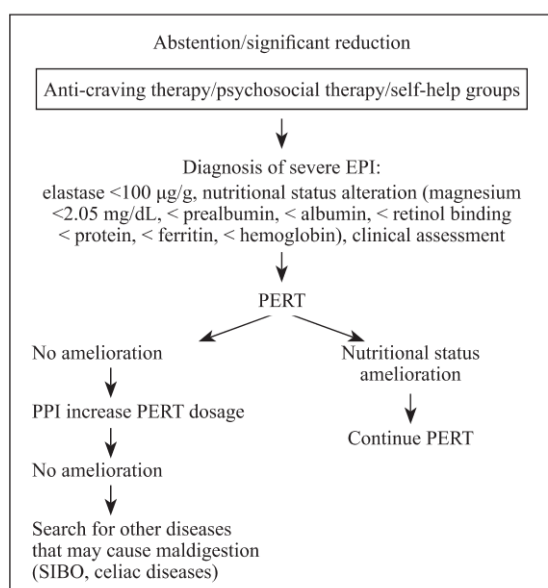 Abstention/significant reduction
Anti-craving therapy/psychosocial therapy/self-help groups
Diagnosis of severe EPI:
elastase <100 μg/g, nutritional status alteration (magnesium
<2.05 mg/dL, < prealbumin, < albumin, < retinol binding
< protein, < ferritin, < hemoglobin), clinical assessment
PERT
No amelioration
Nutritional status
amelioration
PPI increase PERT dosage
Continue PERT
No amelioration
Search for other diseases
that may cause maldigestion
(SIBO, celiac diseases)